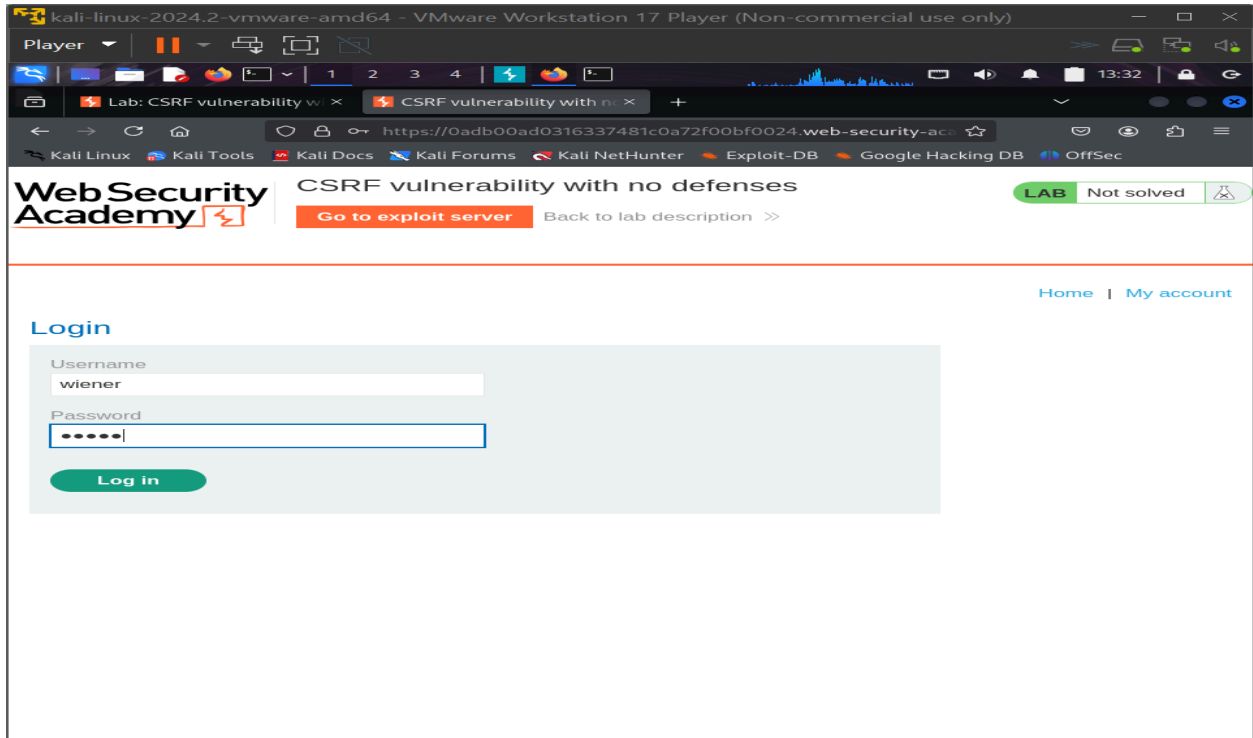 kali-linux-2024.2-vmware-amd64 - VMware Workstation 17 Player (Non-commercial use only)
Player
1 2 3 4 13:32
Lab: CSRF vulnerability wi CSRF vulnerability with no
https://0adb00ad0316337481c0a72f00bf0024.web-security-aca
Kali Linux Kali Tools Kali Docs Kali Forums Kali NetHunter Exploit-DB Google Hacking DB OffSec
Web Security
Academy
CSRF vulnerability with no defenses
Go to exploit server Back to lab description >>
LAB Not solved
Home | My account
Login
Username
wiener
Password
•••••
Log in